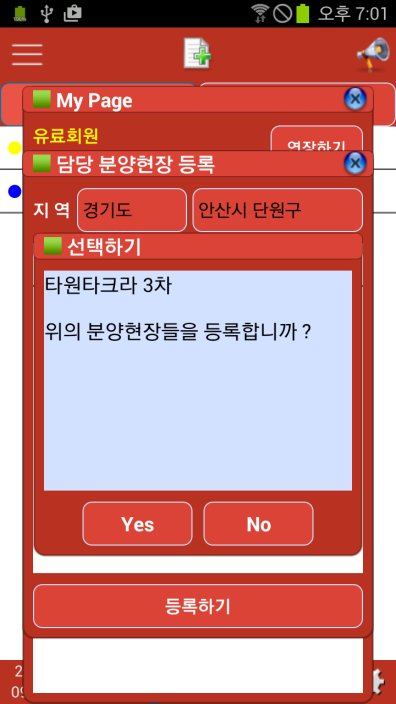 오후 7:01
My Page
유료회원
연장하기
담당 분양현장 등록
지 역 경기도 안산시 단원구
선택하기
타원타크라 3차
위의 분양현장들을 등록합니까 ?
Yes No
등록하기